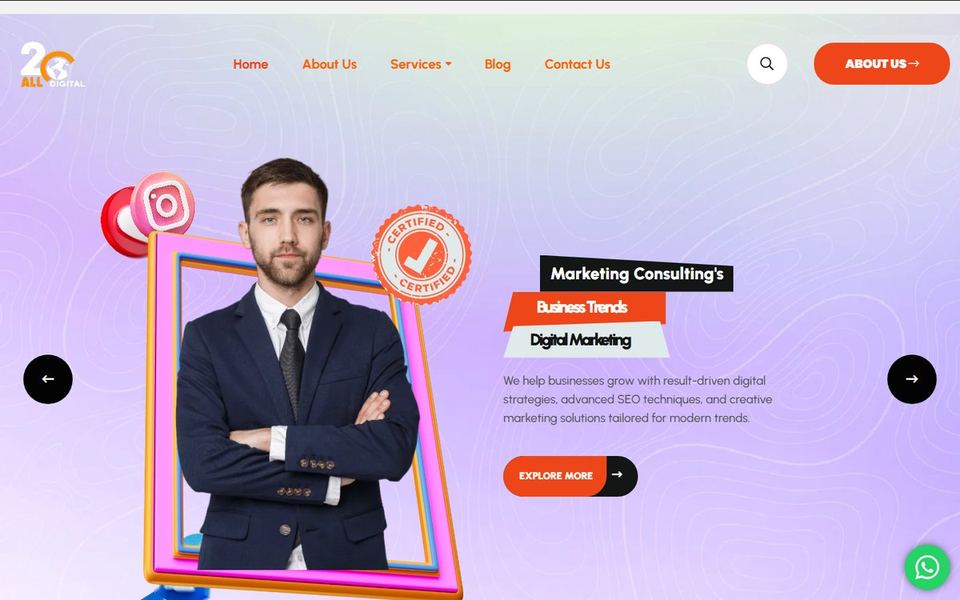 2
ALL DIGITAL
Home
About Us
Services
Blog
Contact Us
ABOUT US
CERTIFIED
CERTIFIED
Marketing Consulting's
Business Trends
Digital Marketing
We help businesses grow with result-driven digital
strategies, advanced SEO techniques, and creative
marketing solutions tailored for modern trends.
EXPLORE MORE